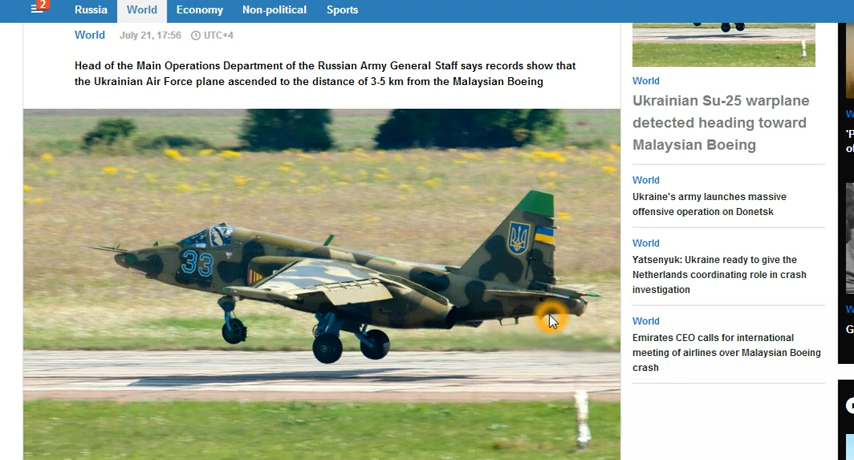 2
Russia World Economy Non-political Sports
World July 21, 17:56 UTC+4
Head of the Main Operations Department of the Russian Army General Staff says records show that
the Ukrainian Air Force plane ascended to the distance of 3-5 km from the Malaysian Boeing
33
World
Ukrainian Su-25 warplane
detected heading toward
Malaysian Boeing
World
Ukraine's army launches massive
offensive operation on Donetsk
World
Yatsenyuk: Ukraine ready to give the
Netherlands coordinating role in crash
investigation
World
Emirates CEO calls for international
meeting of airlines over Malaysian Boeing
crash